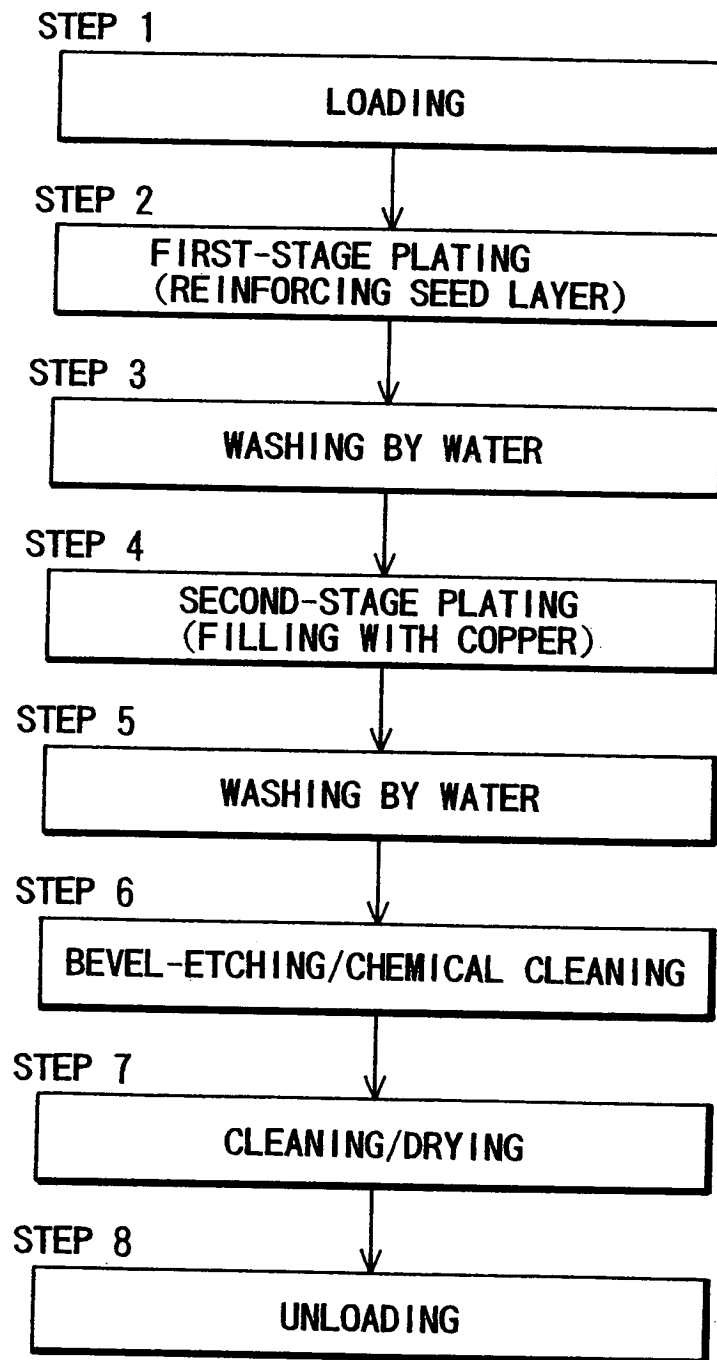 STEP 1
LOADING
STEP 2
FIRST-STAGE PLATING
(REINFORCING SEED LAYER)
STEP 3
WASHING BY WATER
STEP 4
SECOND-STAGE PLATING
(FILLING WITH COPPER)
STEP 5
WASHING BY WATER
STEP 6
BEVEL-ETCHING/CHEMICAL CLEANING
STEP 7
CLEANING/DRYING
STEP 8
UNLOADING